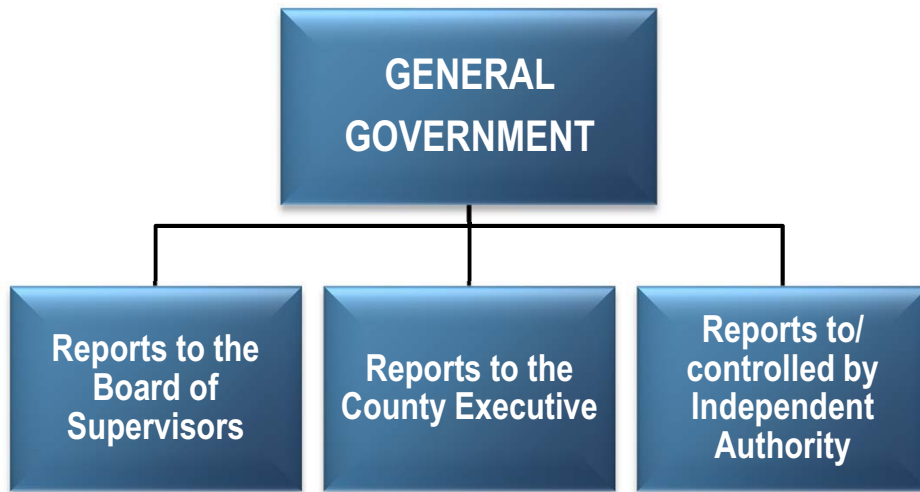 GENERAL
GOVERNMENT
Reports to the
Board of
Supervisors
Reports to the
County Executive
Reports to/
controlled by
Independent
Authority